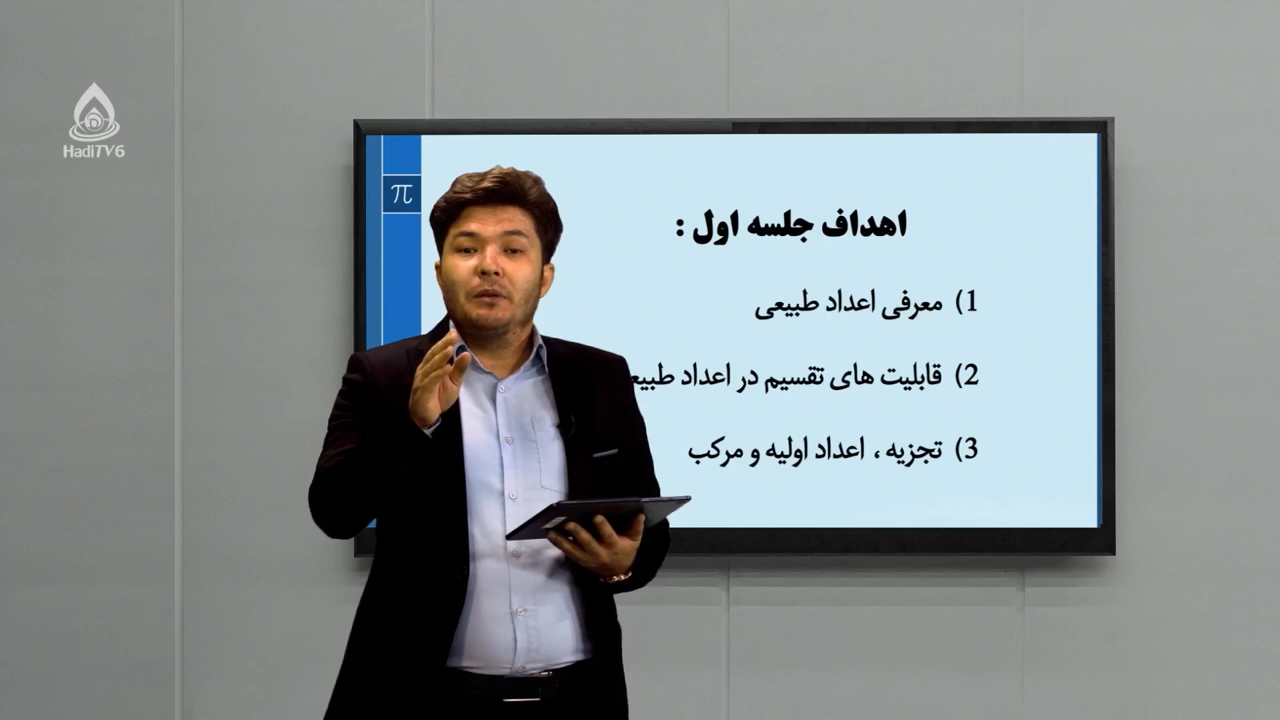 HadiTV6
π
اهداف جلسه اول :
1) معرفی اعداد طبیعی
2) قابلیت های تقسیم در اعداد
3) تجزیه ، اعداد اولیه و مرکب